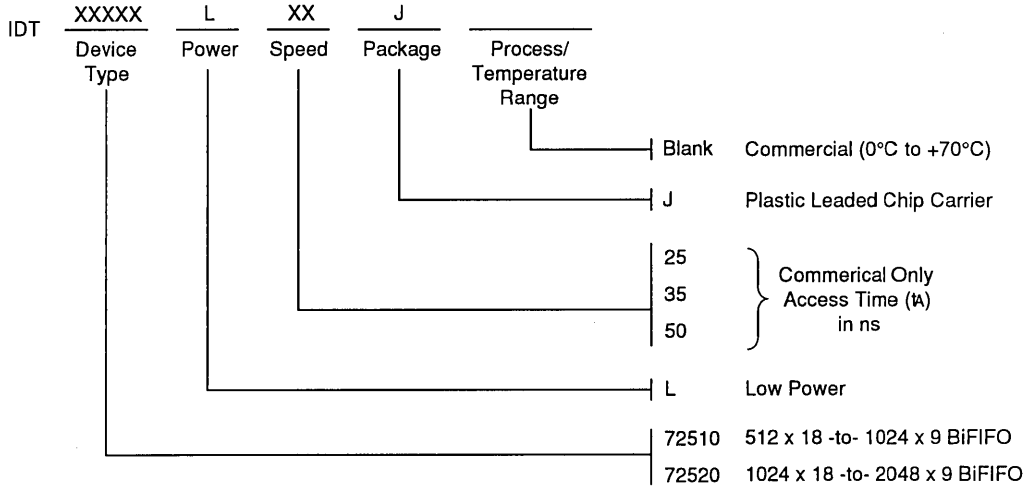 IDT XXXXX L XX J
Device Type Power Speed Package Process/ Temperature Range
Blank Commercial (0°C to +70°C)
J Plastic Leaded Chip Carrier
25
35
50
Commerical Only
Access Time (tA)
in ns
L Low Power
72510 512 x 18 -to- 1024 x 9 BiFIFO
72520 1024 x 18 -to- 2048 x 9 BiFIFO